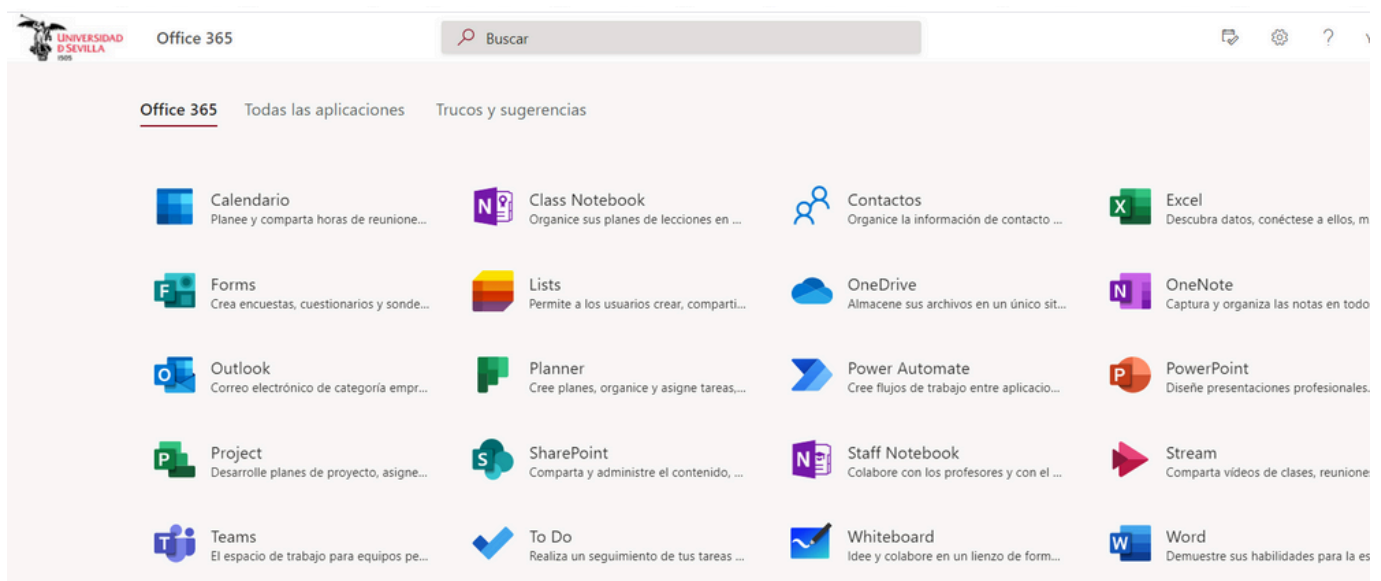 UNIVERSIDAD
D SEVILLA
1505
Office 365
Buscar
Office 365
Todas las aplicaciones
Trucos y sugerencias
Calendario
Planee y comparta horas de reunione...
Class Notebook
Organice sus planes de lecciones en ...
Contactos
Organice la información de contacto ...
Excel
Descubra datos, conéctese a ellos, m
Forms
Crea encuestas, cuestionarios y sonde...
Lists
Permite a los usuarios crear, comparti...
OneDrive
Almacene sus archivos en un único sit...
OneNote
Captura y organiza las notas en todo
Outlook
Correo electrónico de categoría empr...
Planner
Cree planes, organice y asigne tareas,...
Power Automate
Cree flujos de trabajo entre aplicacio...
PowerPoint
Diseñe presentaciones profesionales.
Project
Desarrolle planes de proyecto, asigne...
SharePoint
Comparta y administre el contenido, ...
Staff Notebook
Colabore con los profesores y con el ...
Stream
Comparta vídeos de clases, reuniones
Teams
El espacio de trabajo para equipos pe...
To Do
Realiza un seguimiento de tus tareas ...
Whiteboard
Idee y colabore en un lienzo de form...
Word
Demuestre sus habilidades para la es